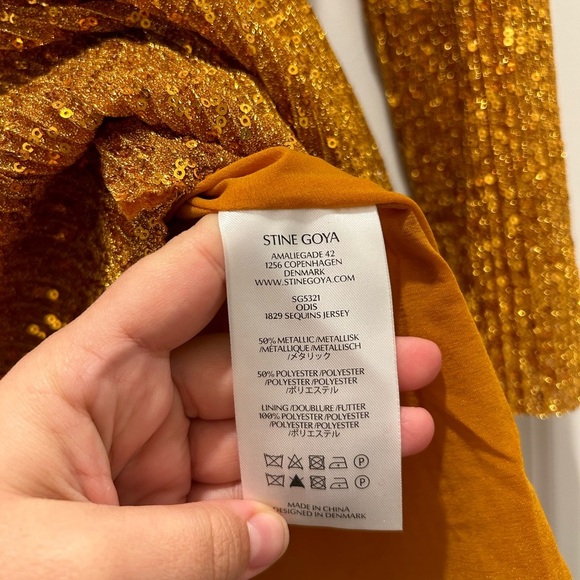 STINE GOYA
AMALIEGADE 42
1256 COPENHAGEN
DENMARK
WWW.STINEGOYA.COM
SG5321
ODIS
1829 SEQUINS JERSEY
50% METALLIC/METALLISK
/MÉTALLIQUE/METALLISCH
/メタリック
50% POLYESTER/POLYESTER
/POLYESTER/POLYESTER
/ポリエステル
LINING/DOUBLURE/FUTTER
100% POLYESTER/POLYESTER
/POLYESTER/POLYESTER
/ポリエステル
P
P
MADE IN CHINA
DESIGNED IN DENMARK